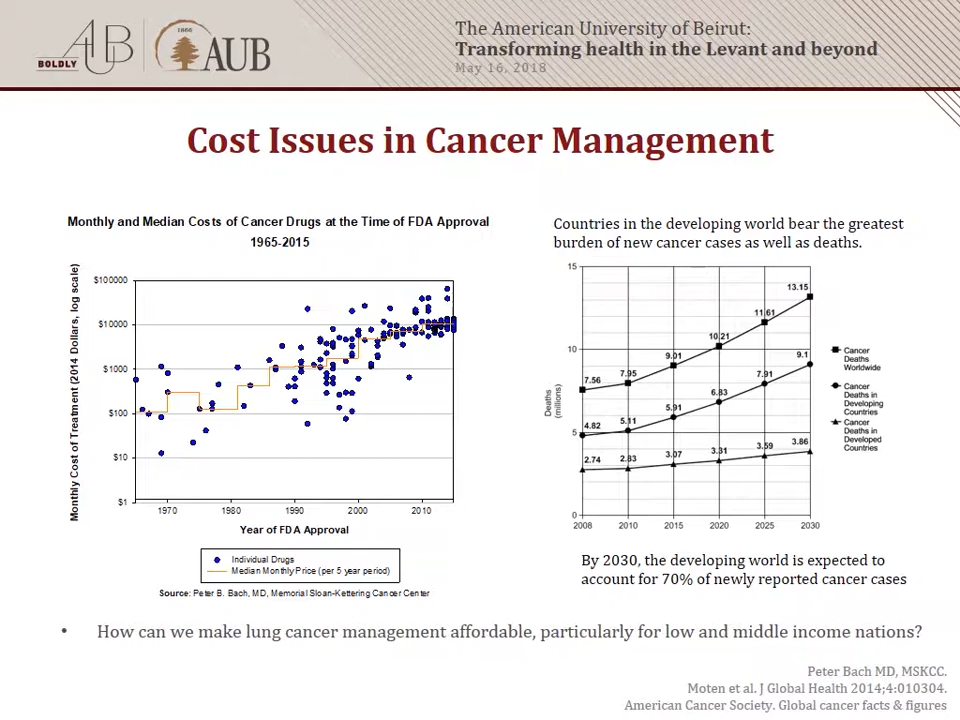 BOLDLY AUB
1866
AUB
The American University of Beirut:
Transforming health in the Levant and beyond
May 16, 2018
Cost Issues in Cancer Management
Monthly and Median Costs of Cancer Drugs at the Time of FDA Approval
1965-2015
Monthly Cost of Treatment (2014 Dollars, log scale)
$100000
$10000
$1000
$100
$10
$1
1970 1980 1990 2000 2010
Year of FDA Approval
Individual Drugs
Median Monthly Price (per 5 year period)
Source: Peter B. Bach, MD, Memorial Sloan-Kettering Cancer Center
Countries in the developing world bear the greatest
burden of new cancer cases as well as deaths.
Deaths
(millions)
15
10
5
0
7.56 7.95 9.01 10.21 11.61 13.15
4.82 5.11 5.91 6.83 7.91 9.1
2.74 2.83 3.07 3.31 3.59 3.86
2008 2010 2015 2020 2025 2030
Cancer
Deaths
Worldwide
Cancer
Deaths in
Developing
Countries
Cancer
Deaths in
Developed
Countries
By 2030, the developing world is expected to
account for 70% of newly reported cancer cases
• How can we make lung cancer management affordable, particularly for low and middle income nations?
Peter Bach MD, MSKCC.
Moten et al. J Global Health 2014;4:010304.
American Cancer Society. Global cancer facts & figures